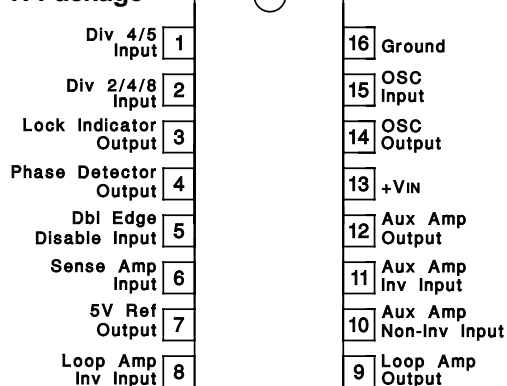 Package
Div 4/5
Input
1
Div 2/4/8
Input
2
Lock Indicator
Output
3
Phase Detector
Output
4
Dbl Edge
Disable Input
5
Sense Amp
Input
6
5V Ref
Output
7
Loop Amp
Inv Input
8
16
Ground
15
OSC
Input
14
OSC
Output
13
+VIN
12
Aux Amp
Output
11
Aux Amp
Inv Input
10
Aux Amp
Non-Inv Input
9
Loop Amp
Output